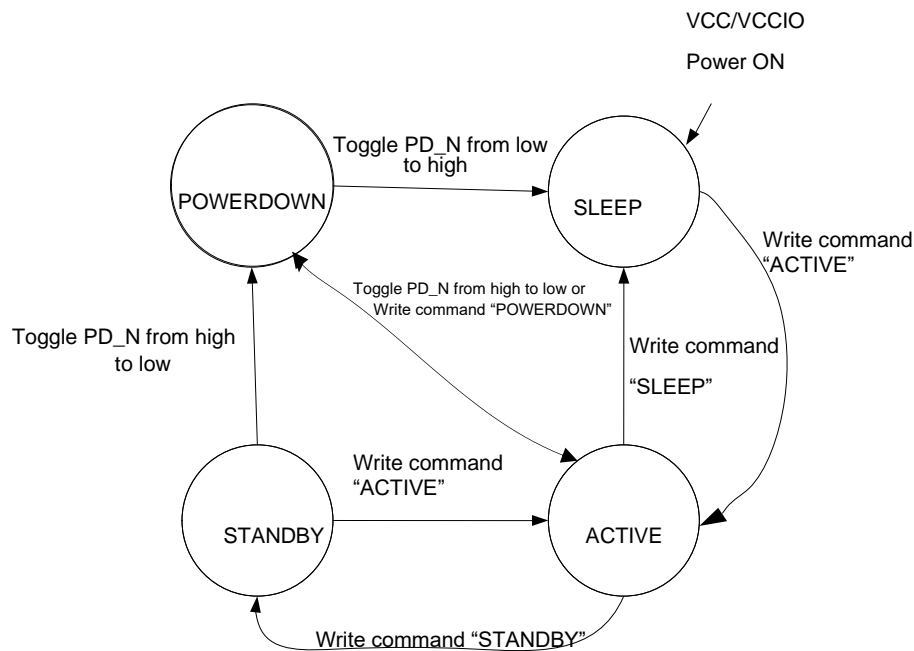 VCC/VCCIO
Power ON
Toggle PD_N from low
to high
POWERDOWN
SLEEP
Write command
“ACTIVE”
Toggle PD_N from high to low or
Write command “POWERDOWN”
Toggle PD_N from high
to low
Write command
“SLEEP”
Write command
“ACTIVE”
STANDBY
ACTIVE
Write command “STANDBY”